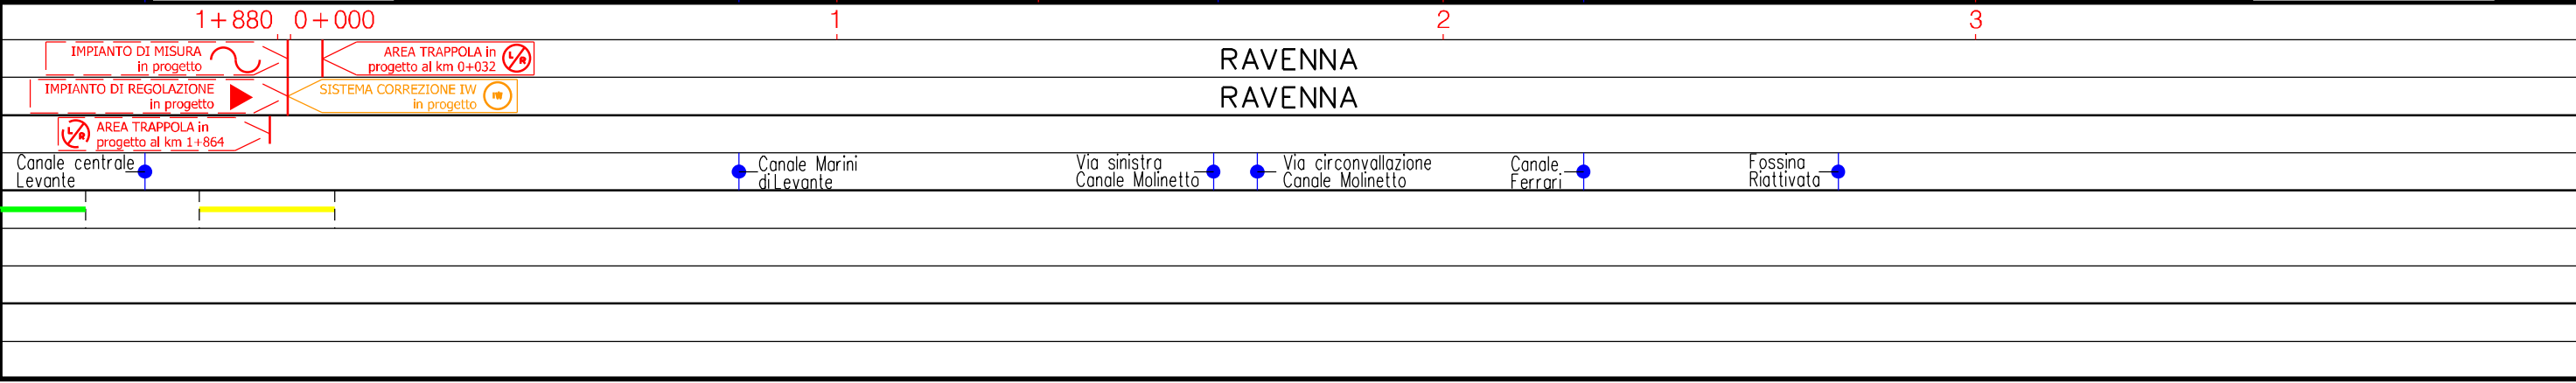 1+880 0+000 1 2 3
IMPIANTO DI MISURA
in progetto
AREA TRAPPOLA in
progetto al km 0+032
L/R
RAVENNA
IMPIANTO DI REGOLAZIONE
in progetto
SISTEMA CORREZIONE IW
in progetto
IW
RAVENNA
L/R
AREA TRAPPOLA in
progetto al km 1+864
Canale centrale
Levante
Canale Marini
di Levante
Via sinistra
Canale Molinetto
Via circonvallazione
Canale Molinetto
Canale
Ferrari
Fossina
Riattivata